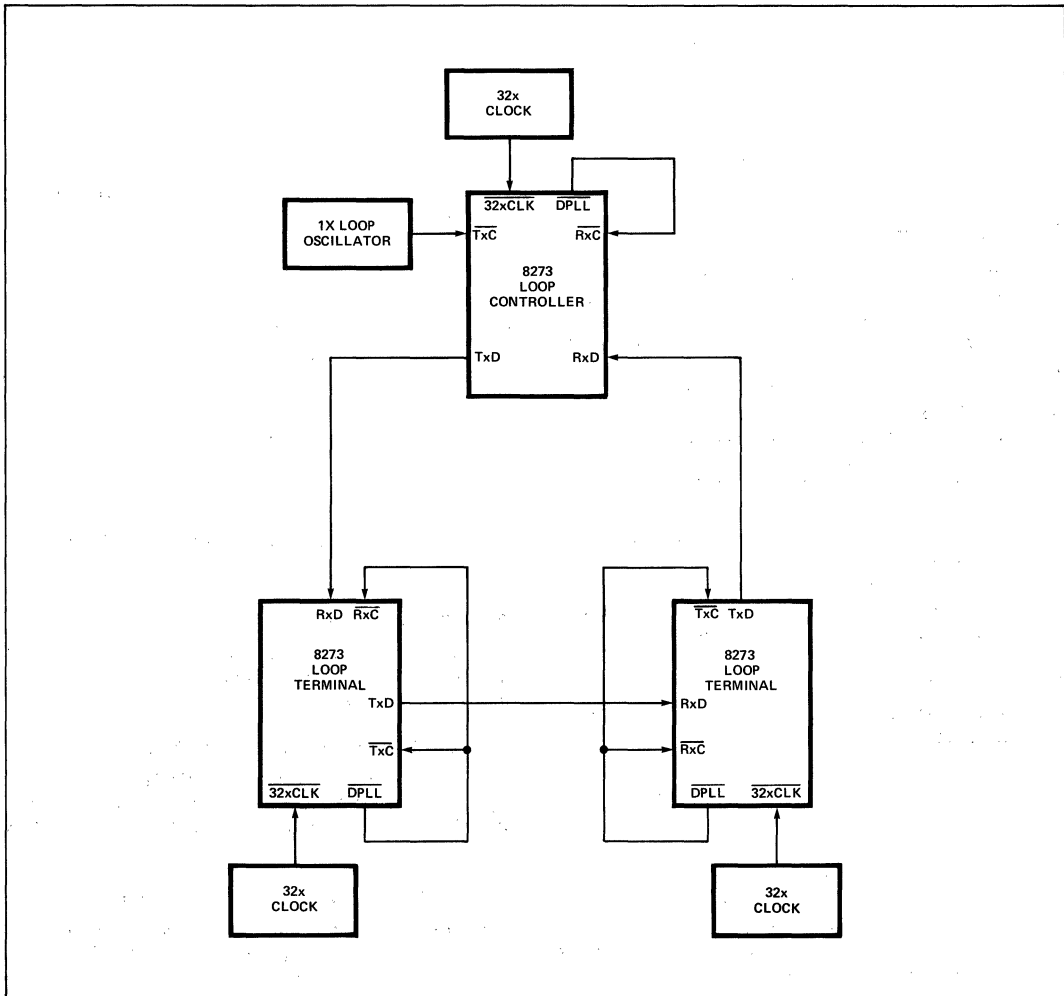 32x
CLOCK
32xCLK DPLL
1X LOOP
OSCILLATOR
TxC RxC
8273
LOOP
CONTROLLER
TxD RxD
RxD RxC
8273
LOOP
TERMINAL
TxD
TxC
32xCLK DPLL
TxC TxD
8273
LOOP
TERMINAL
RxD
RxC
DPLL 32xCLK
32x
CLOCK
32x
CLOCK